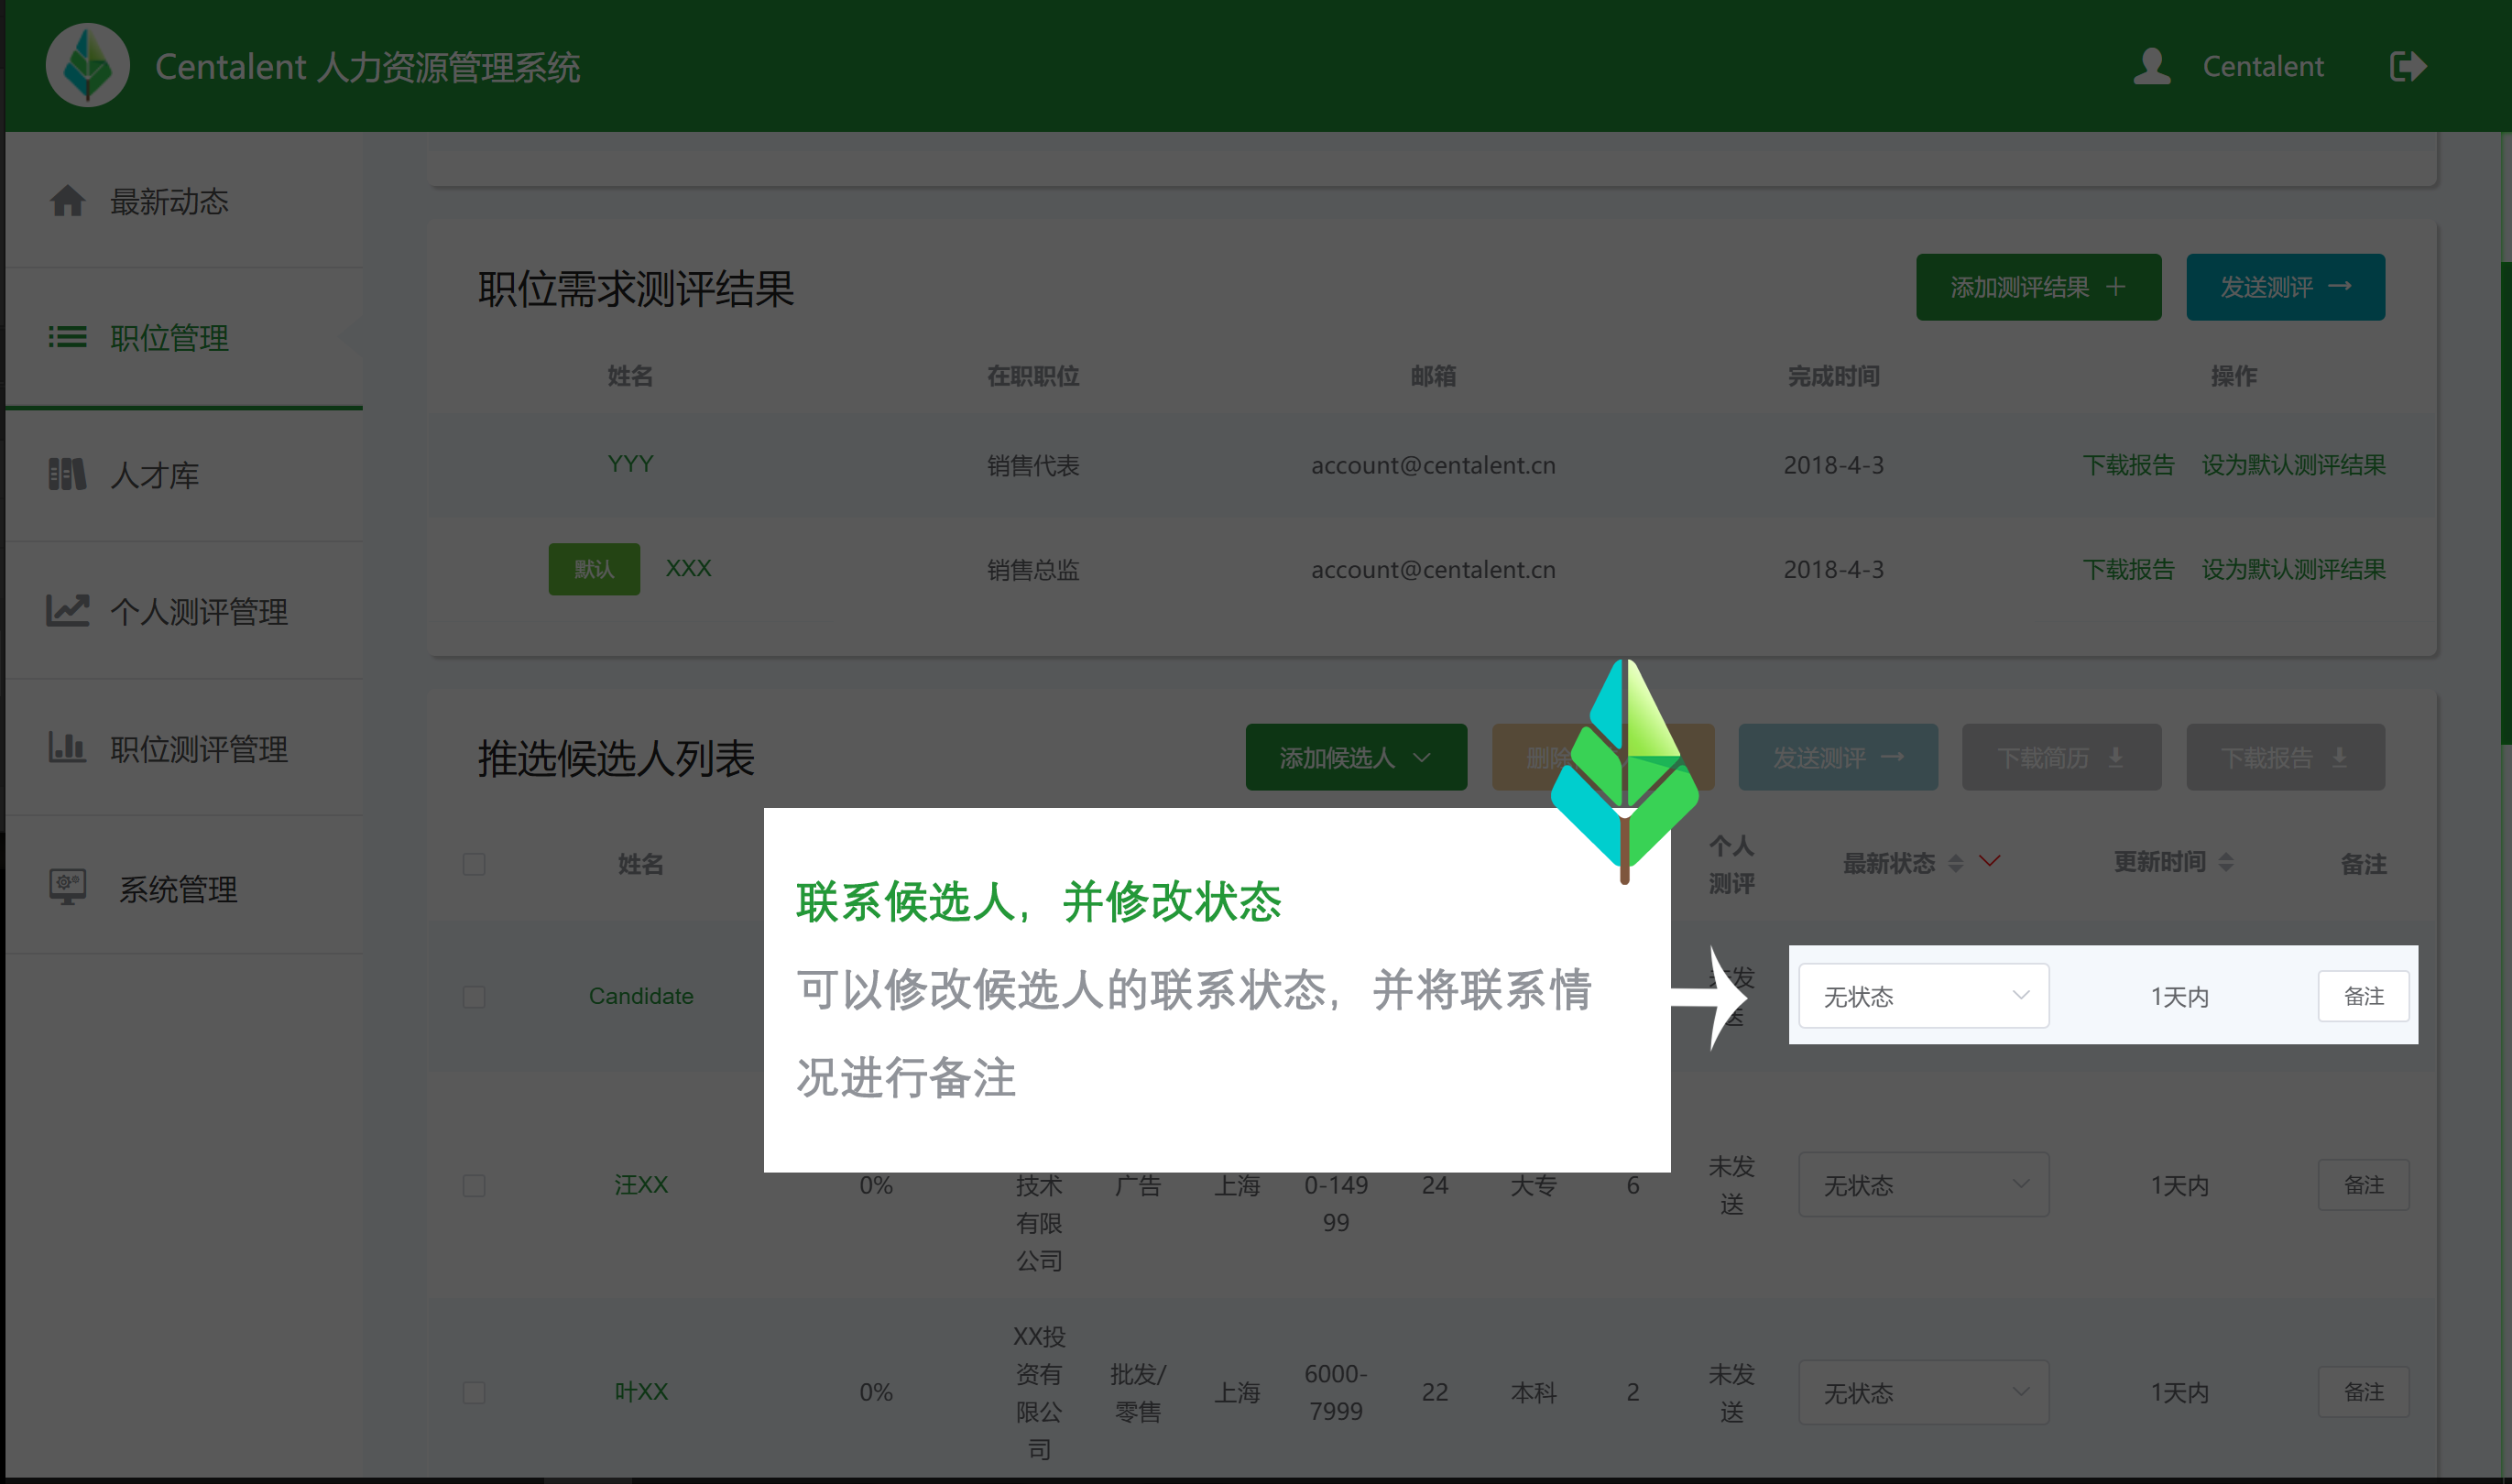 Centalent 人力资源管理系统
Centalent
最新动态
职位管理
人才库
个人测评管理
职位测评管理
系统管理
职位需求测评结果
添加测评结果
发送测评
姓名 在职职位 邮箱 完成时间 操作
YYY 销售代表 account@centalent.cn 2018-4-3 下载报告 设为默认测评结果
默认 XXX 销售总监 account@centalent.cn 2018-4-3 下载报告 设为默认测评结果
推选候选人列表
添加候选人
删除
发送测评
下载简历
下载报告
姓名
个人
测评
最新状态
更新时间
备注
联系候选人，并修改状态
可以修改候选人的联系状态，并将联系情
况进行备注
Candidate
无状态
1天内
备注
汪XX
0%
技术
有限
公司
广告
上海
0-149
99
24
大专
6
未发
送
无状态
1天内
备注
叶XX
0%
XX投
资有
限公
司
批发/
零售
上海
6000-
7999
22
本科
2
未发
送
无状态
1天内
备注